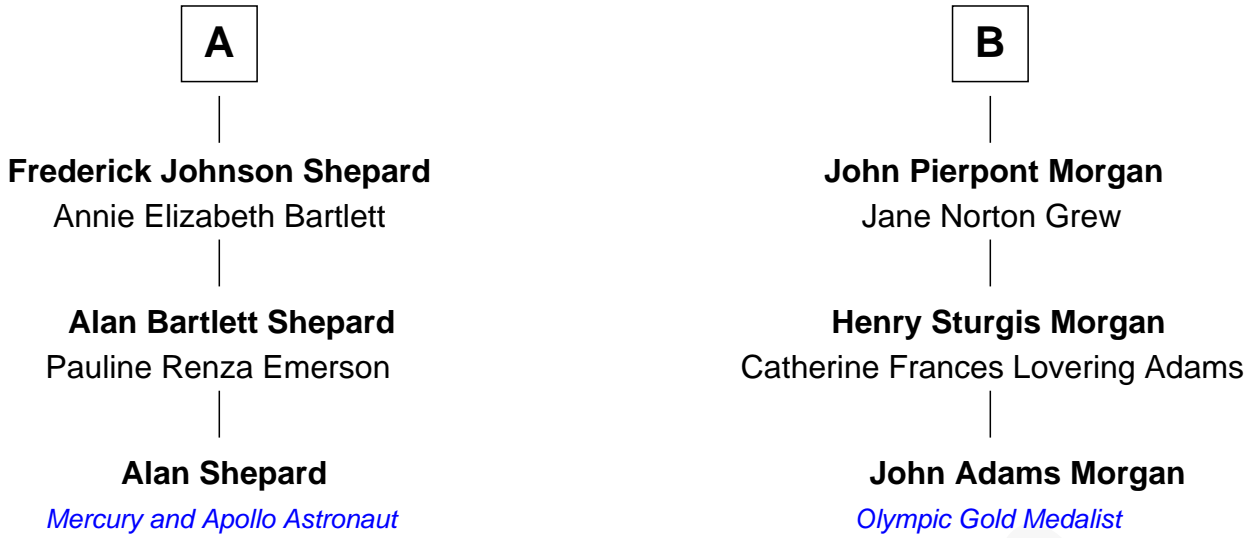 A
B
Frederick Johnson Shepard
Annie Elizabeth Bartlett
John Pierpont Morgan
Jane Norton Grew
Alan Bartlett Shepard
Pauline Renza Emerson
Henry Sturgis Morgan
Catherine Frances Lovering Adams
Alan Shepard
Mercury and Apollo Astronaut
John Adams Morgan
Olympic Gold Medalist